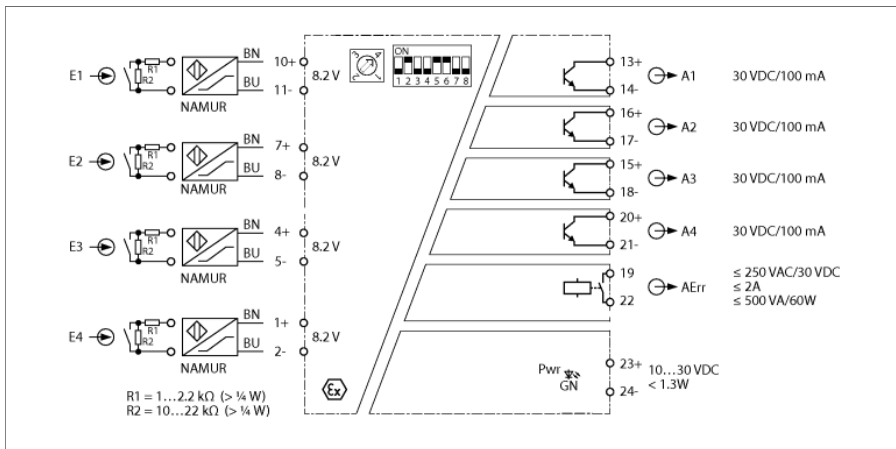 ON
1 2 3 4 5 6 7 8
E1
R1
R2
NAMUR
BN
BU
10+
11-
8.2 V
E2
R1
R2
NAMUR
BN
BU
7+
8-
8.2 V
E3
R1
R2
NAMUR
BN
BU
4+
5-
8.2 V
E4
R1
R2
NAMUR
BN
BU
1+
2-
8.2 V
R1 = 1…2.2 kΩ (> ¼ W)
R2 = 10…22 kΩ (> ¼ W)
εx
13+
14-
A1
30 VDC/100 mA
16+
17-
A2
30 VDC/100 mA
15+
18-
A3
30 VDC/100 mA
20+
21-
A4
30 VDC/100 mA
19
22
AErr
≤ 250 VAC/30 VDC
≤ 2A
≤ 500 VA/60W
Pwr
GN
23+
24-
10…30 VDC
< 1.3W